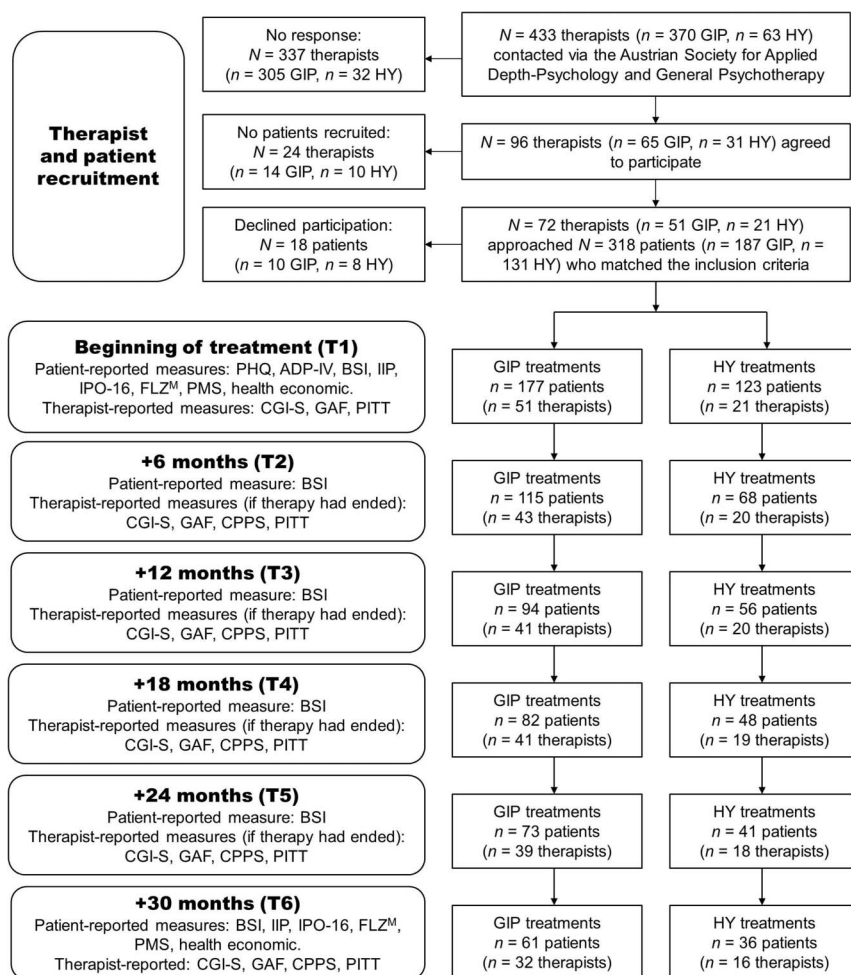 No response:
N = 337 therapists
(n = 305 GIP, n = 32 HY)
N = 433 therapists (n = 370 GIP, n = 63 HY)
contacted via the Austrian Society for Applied
Depth-Psychology and General Psychotherapy
Therapist
and patient
recruitment
No patients recruited:
N = 24 therapists
(n = 14 GIP, n = 10 HY)
N = 96 therapists (n = 65 GIP, n = 31 HY) agreed
to participate
Declined participation:
N = 18 patients
(n = 10 GIP, n = 8 HY)
N = 72 therapists (n = 51 GIP, n = 21 HY)
approached N = 318 patients (n = 187 GIP, n =
131 HY) who matched the inclusion criteria
Beginning of treatment (T1)
Patient-reported measures: PHQ, ADP-IV, BSI, IIP,
IPO-16, FLZᴹ, PMS, health economic.
Therapist-reported measures: CGI-S, GAF, PITT
GIP treatments
n = 177 patients
(n = 51 therapists)
HY treatments
n = 123 patients
(n = 21 therapists)
+6 months (T2)
Patient-reported measure: BSI
Therapist-reported measures (if therapy had ended):
CGI-S, GAF, CPPS, PITT
GIP treatments
n = 115 patients
(n = 43 therapists)
HY treatments
n = 68 patients
(n = 20 therapists)
+12 months (T3)
Patient-reported measure: BSI
Therapist-reported measures (if therapy had ended):
CGI-S, GAF, CPPS, PITT
GIP treatments
n = 94 patients
(n = 41 therapists)
HY treatments
n = 56 patients
(n = 20 therapists)
+18 months (T4)
Patient-reported measure: BSI
Therapist-reported measures (if therapy had ended):
CGI-S, GAF, CPPS, PITT
GIP treatments
n = 82 patients
(n = 41 therapists)
HY treatments
n = 48 patients
(n = 19 therapists)
+24 months (T5)
Patient-reported measure: BSI
Therapist-reported measures (if therapy had ended):
CGI-S, GAF, CPPS, PITT
GIP treatments
n = 73 patients
(n = 39 therapists)
HY treatments
n = 41 patients
(n = 18 therapists)
+30 months (T6)
Patient-reported measures: BSI, IIP, IPO-16, FLZᴹ,
PMS, health economic.
Therapist-reported: CGI-S, GAF, CPPS, PITT
GIP treatments
n = 61 patients
(n = 32 therapists)
HY treatments
n = 36 patients
(n = 16 therapists)